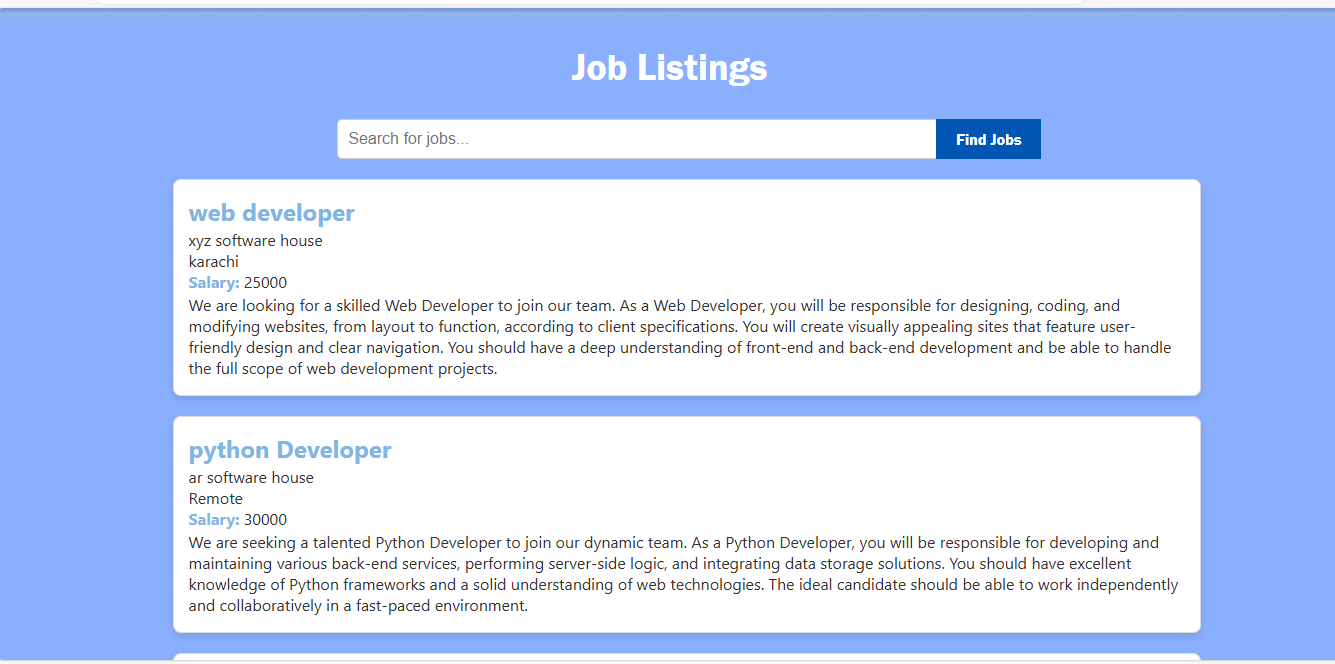 Job Listings
Search for jobs...
Find Jobs
web developer
xyz software house
karachi
Salary: 25000
We are looking for a skilled Web Developer to join our team. As a Web Developer, you will be responsible for designing, coding, and
modifying websites, from layout to function, according to client specifications. You will create visually appealing sites that feature user-
friendly design and clear navigation. You should have a deep understanding of front-end and back-end development and be able to handle
the full scope of web development projects.
python Developer
ar software house
Remote
Salary: 30000
We are seeking a talented Python Developer to join our dynamic team. As a Python Developer, you will be responsible for developing and
maintaining various back-end services, performing server-side logic, and integrating data storage solutions. You should have excellent
knowledge of Python frameworks and a solid understanding of web technologies. The ideal candidate should be able to work independently
and collaboratively in a fast-paced environment.